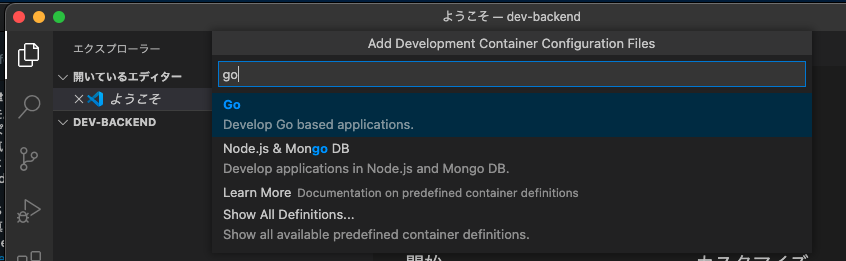 ようこそ — dev-backend
エクスプローラー
Add Development Container Configuration Files
開いているエディター
go
ようこそ
Go
DEV-BACKEND
Develop Go based applications.
Node.js & Mongo DB
Develop applications in Node.js and Mongo DB.
Learn More Documentation on predefined container definitions
Show All Definitions...
Show all available predefined container definitions.
開始
カスタマイズ